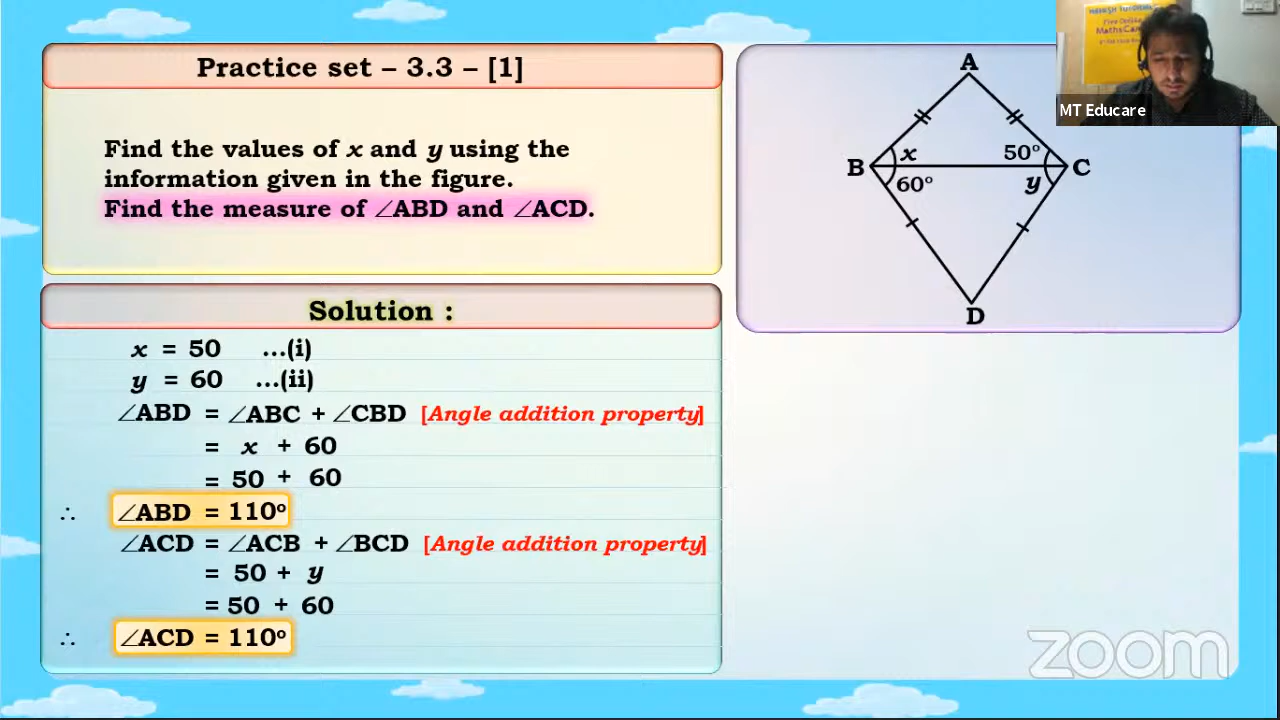 Practice set – 3.3 – [1]
Find the values of x and y using the
information given in the figure.
Find the measure of ∠ABD and ∠ACD.
Solution :
x = 50 ...(i)
y = 60 ...(ii)
∠ABD = ∠ABC + ∠CBD [Angle addition property]
= x + 60
= 50 + 60
∴ ∠ABD = 110°
∠ACD = ∠ACB + ∠BCD [Angle addition property]
= 50 + y
= 50 + 60
∴ ∠ACD = 110°
A
B x 50° C
60° y
D
MT Educare
zoom